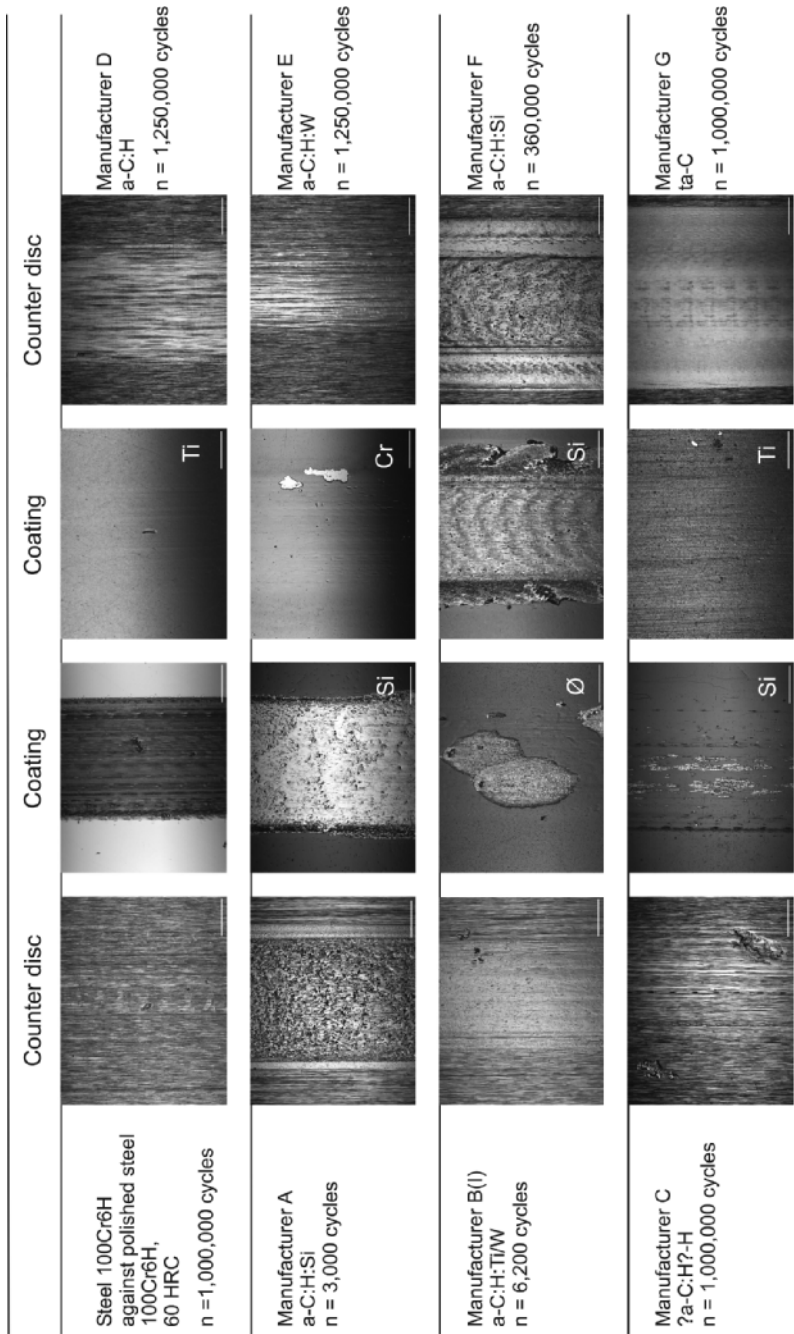 Counter disc
Coating
Coating
Counter disc
Steel 100Cr6H
against polished steel
100Cr6H,
60 HRC
n =1,000,000 cycles
Ti
Manufacturer D
a-C:H
n = 1,250,000 cycles
Manufacturer A
a-C:H:Si
n = 3,000 cycles
Si
Cr
Manufacturer E
a-C:H:W
n = 1,250,000 cycles
Manufacturer B(I)
a-C:H:Ti/W
n = 6,200 cycles
Ø
Si
Manufacturer F
a-C:H:Si
n = 360,000 cycles
Manufacturer C
?a-C:H?-H
n = 1,000,000 cycles
Si
Ti
Manufacturer G
ta-C
n = 1,000,000 cycles